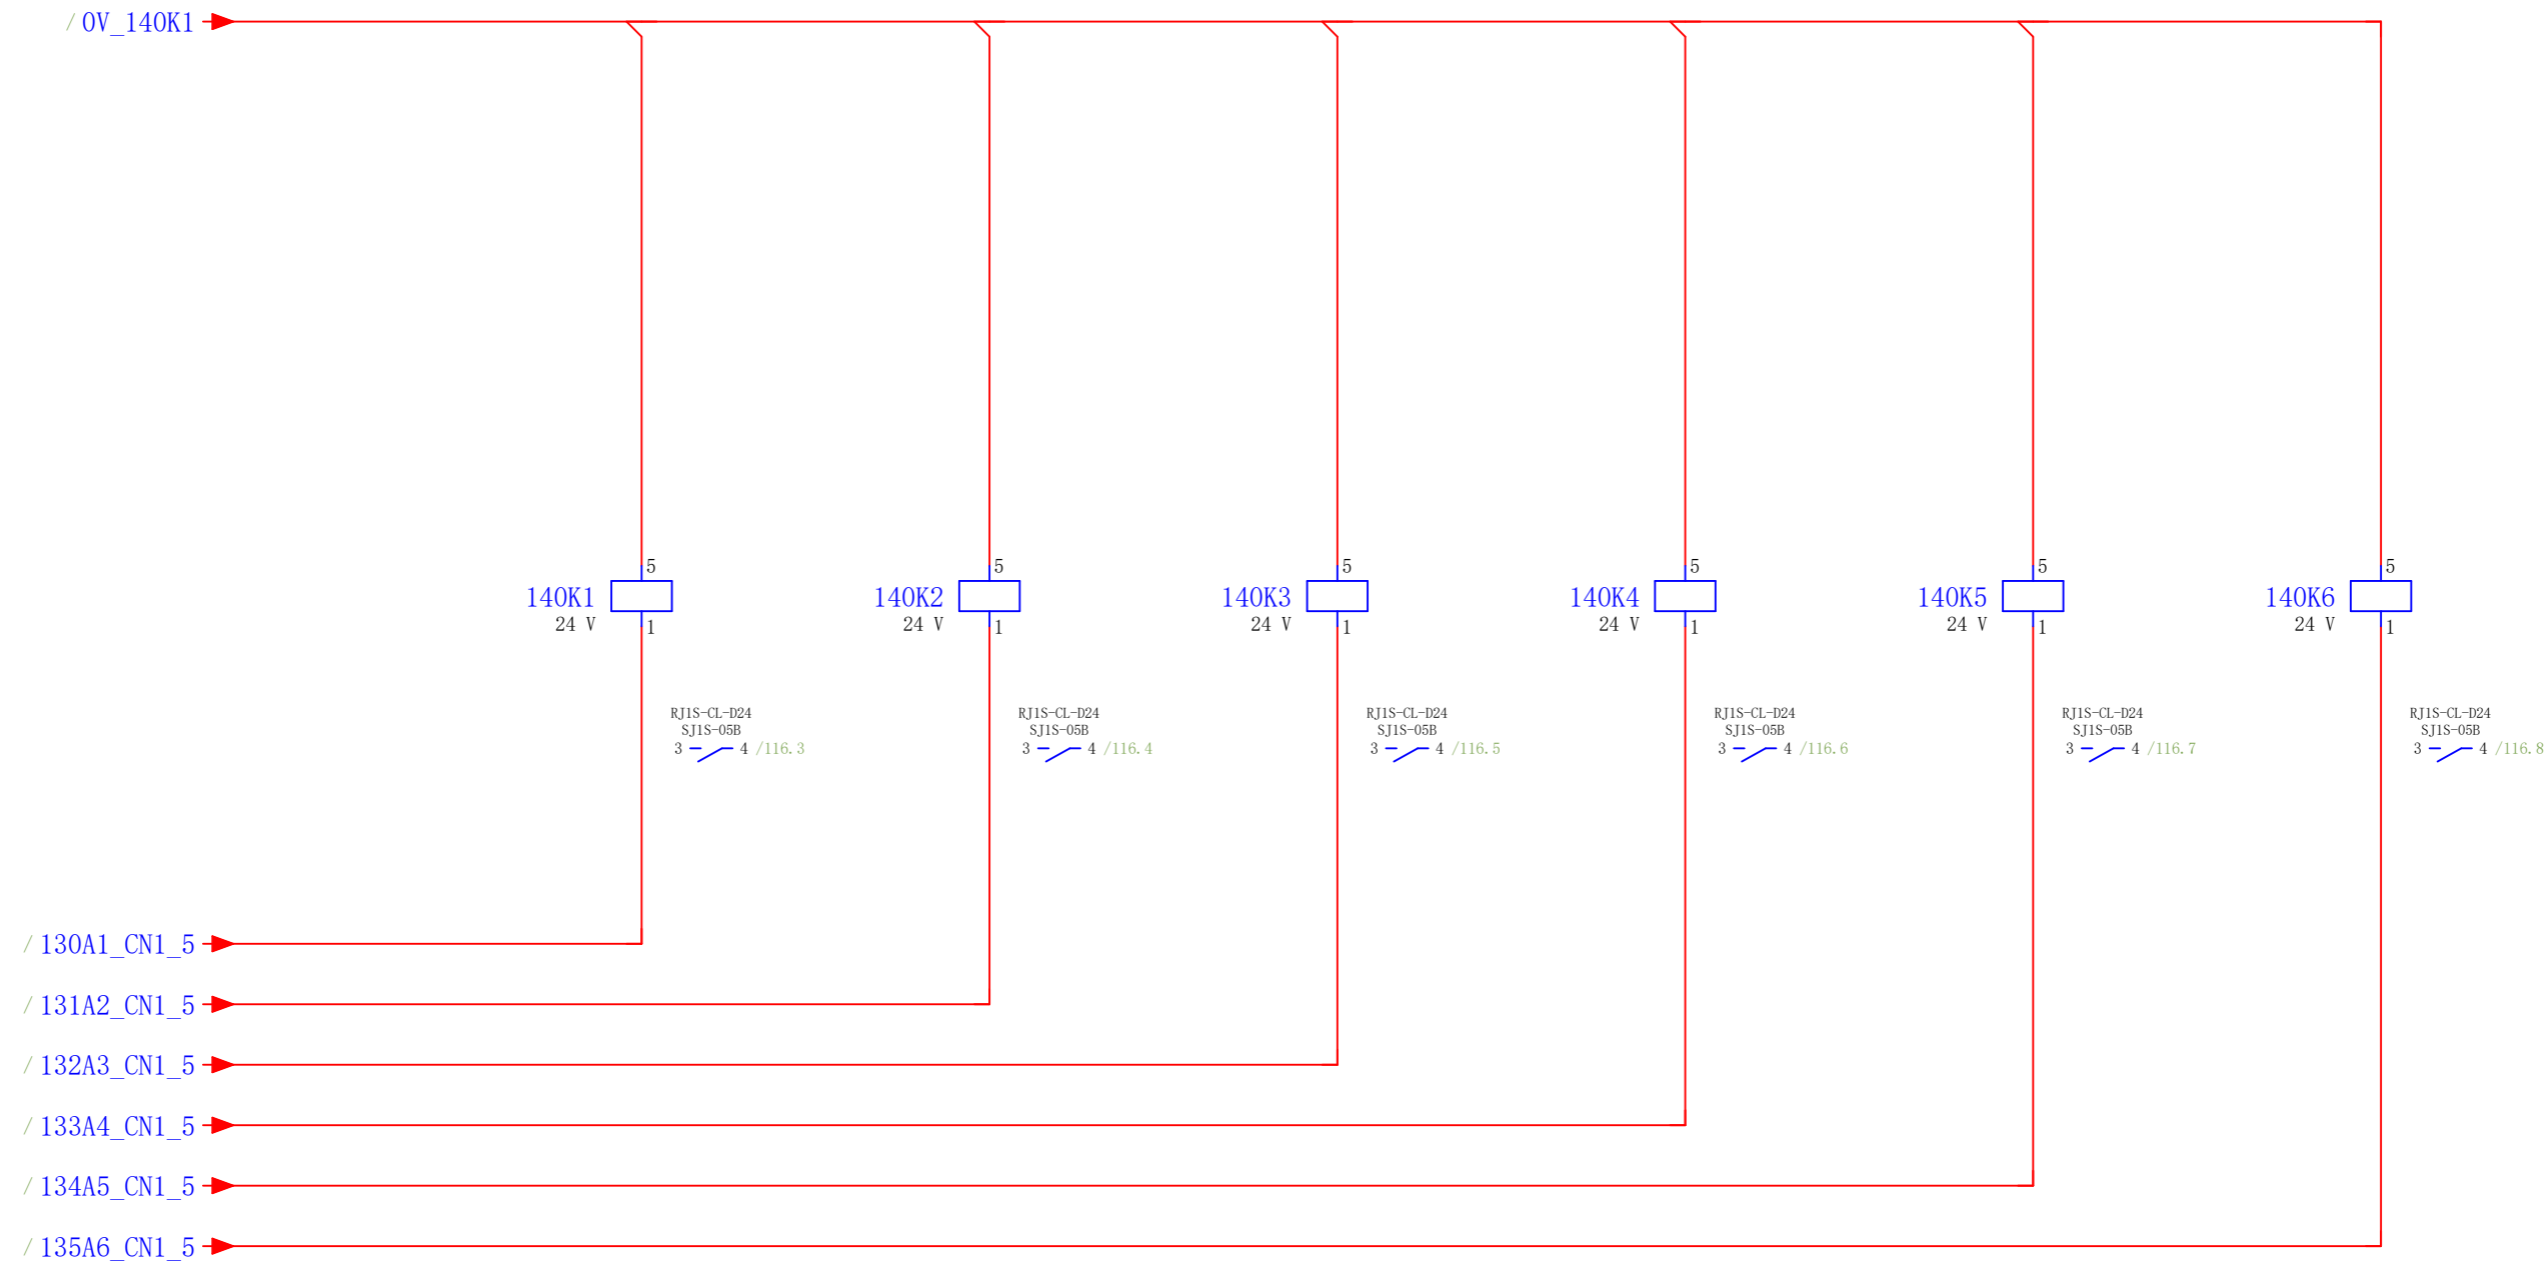 / 0V_140K1
5 5 5 5 5 5
140K1 140K2 140K3 140K4 140K5 140K6
24 V 24 V 24 V 24 V 24 V 24 V
1 1 1 1 1 1
RJ1S-CL-D24 RJ1S-CL-D24 RJ1S-CL-D24 RJ1S-CL-D24 RJ1S-CL-D24 RJ1S-CL-D24
SJ1S-05B SJ1S-05B SJ1S-05B SJ1S-05B SJ1S-05B SJ1S-05B
3 4 /116.3 3 4 /116.4 3 4 /116.5 3 4 /116.6 3 4 /116.7 3 4 /116.8
/ 130A1_CN1_5
/ 131A2_CN1_5
/ 132A3_CN1_5
/ 133A4_CN1_5
/ 134A5_CN1_5
/ 135A6_CN1_5